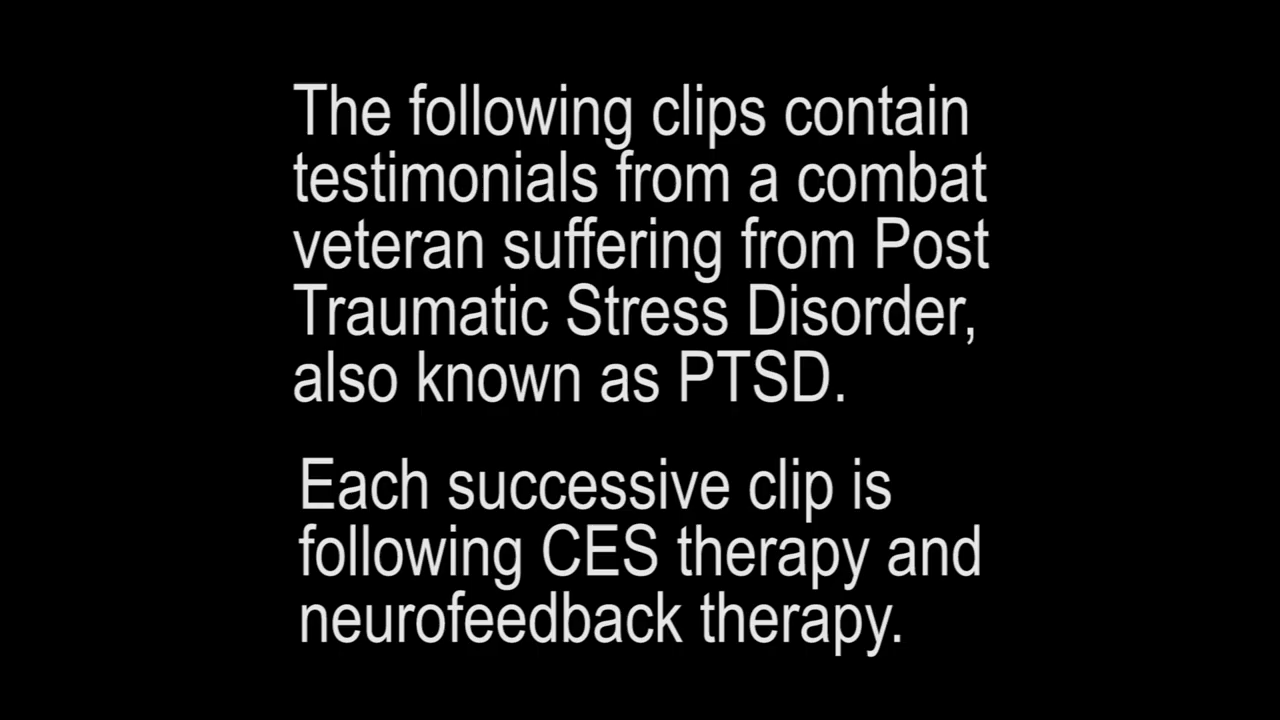 The following clips contain
testimonials from a combat
veteran suffering from Post
Traumatic Stress Disorder,
also known as PTSD.
Each successive clip is
following CES therapy and
neurofeedback therapy.